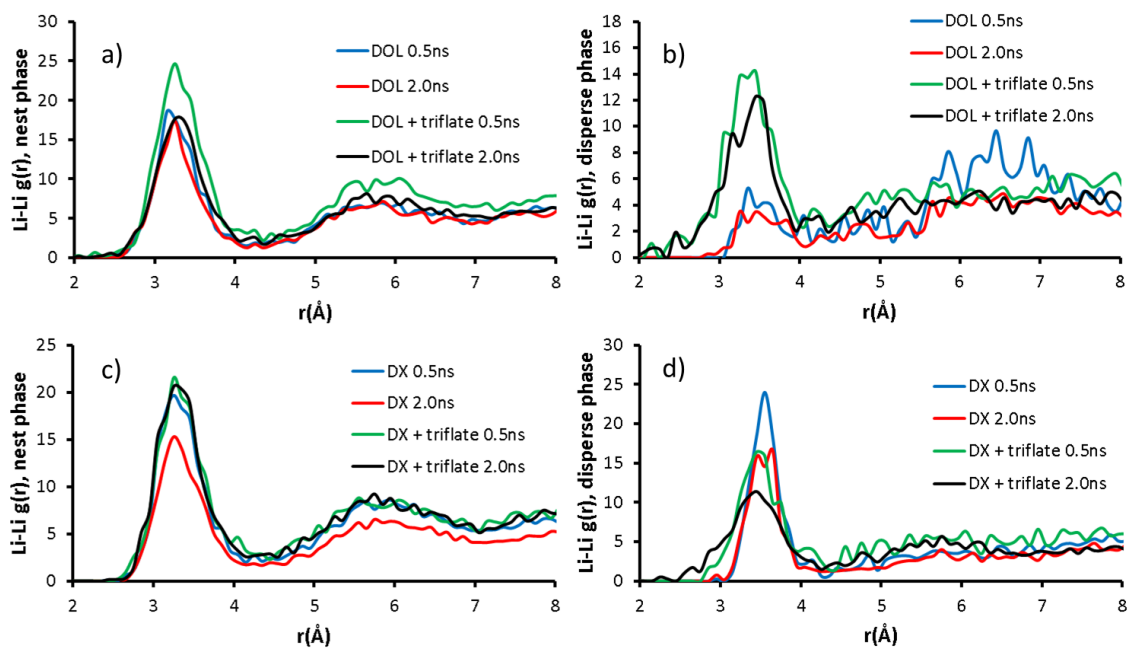 a)
Li-Li g(r), nest phase
30
25
20
15
10
5
0
2 3 4 5 6 7 8
r(Å)
DOL 0.5ns
DOL 2.0ns
DOL + triflate 0.5ns
DOL + triflate 2.0ns
b)
Li-Li g(r), disperse phase
18
16
14
12
10
8
6
4
2
0
2 3 4 5 6 7 8
r(Å)
DOL 0.5ns
DOL 2.0ns
DOL + triflate 0.5ns
DOL + triflate 2.0ns
c)
Li-Li g(r), nest phase
25
20
15
10
5
0
2 3 4 5 6 7 8
r(Å)
DX 0.5ns
DX 2.0ns
DX + triflate 0.5ns
DX + triflate 2.0ns
d)
Li-Li g(r), disperse phase
30
25
20
15
10
5
0
2 3 4 5 6 7 8
r(Å)
DX 0.5ns
DX 2.0ns
DX + triflate 0.5ns
DX + triflate 2.0ns